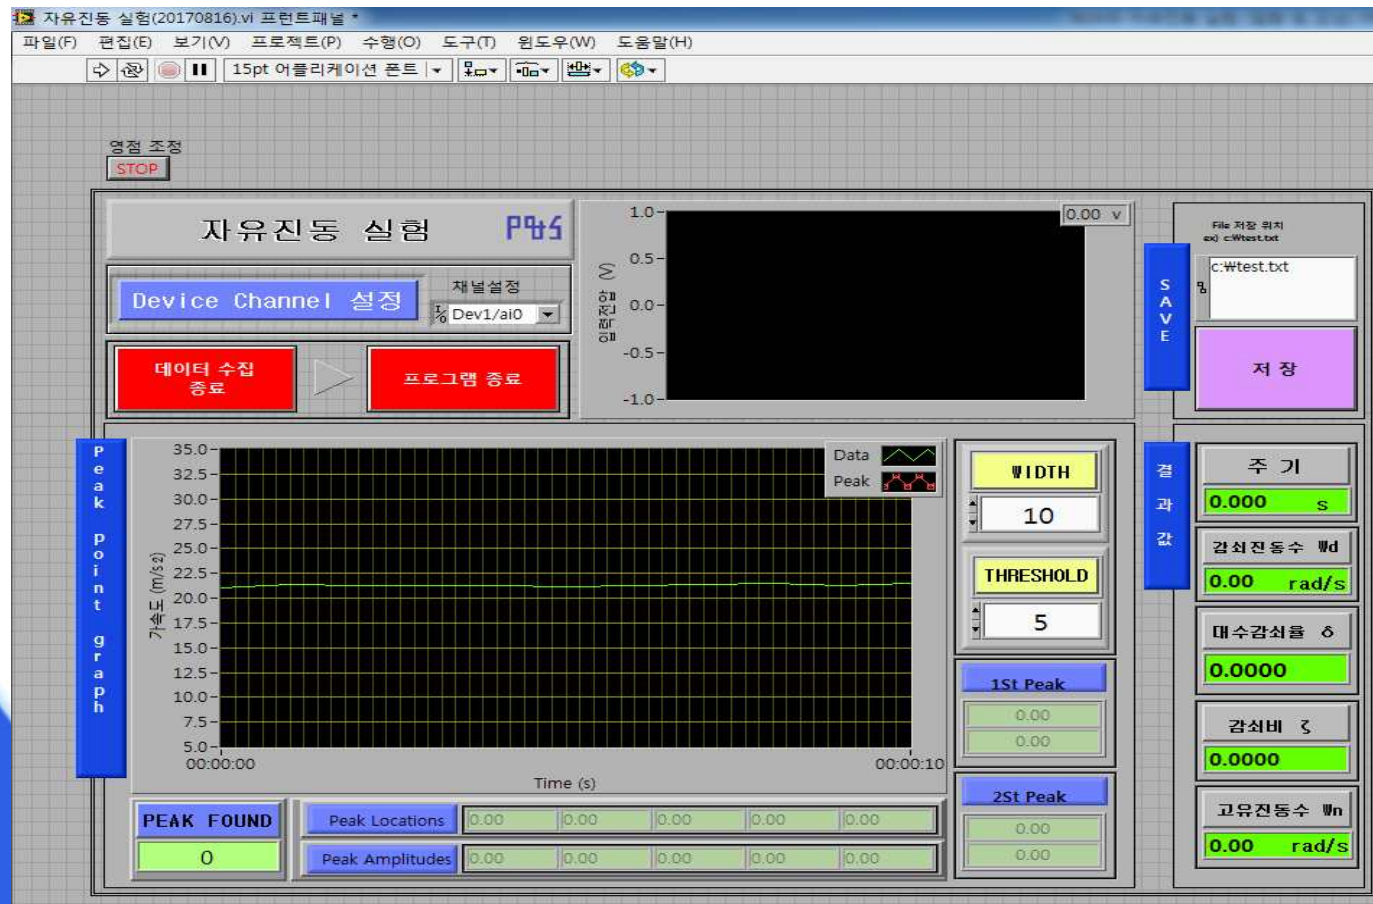 자유진동 실험(20170816).vi 프런트패널 *
파일(F) 편집(E) 보기(V) 프로젝트(P) 수행(O) 도구(T) 윈도우(W) 도움말(H)
15pt 어플리케이션 폰트
영점 조정
STOP
자유진동 실험
Device Channel 설정
채널설정
Dev1/ai0
데이터 수집
종료
프로그램 종료
0.00 v
입력전압 (V)
1.0
0.5
0.0
-0.5
-1.0
SAVE
File 저장 위치
ex) c:₩test.txt
c:₩test.txt
저 장
Peak point graph
가속도 (m/s2)
35.0
32.5
30.0
27.5
25.0
22.5
20.0
17.5
15.0
12.5
10.0
7.5
5.0
00:00:00 00:00:10
Time (s)
Data
Peak
WIDTH
10
THRESHOLD
5
1St Peak
0.00
0.00
2St Peak
0.00
0.00
PEAK FOUND
0
Peak Locations 0.00 0.00 0.00 0.00 0.00
Peak Amplitudes 0.00 0.00 0.00 0.00 0.00
결과값
주 기
0.000 s
감쇠진동수 Wd
0.00 rad/s
대수감쇠율 δ
0.0000
감쇠비 ζ
0.0000
고유진동수 Wn
0.00 rad/s